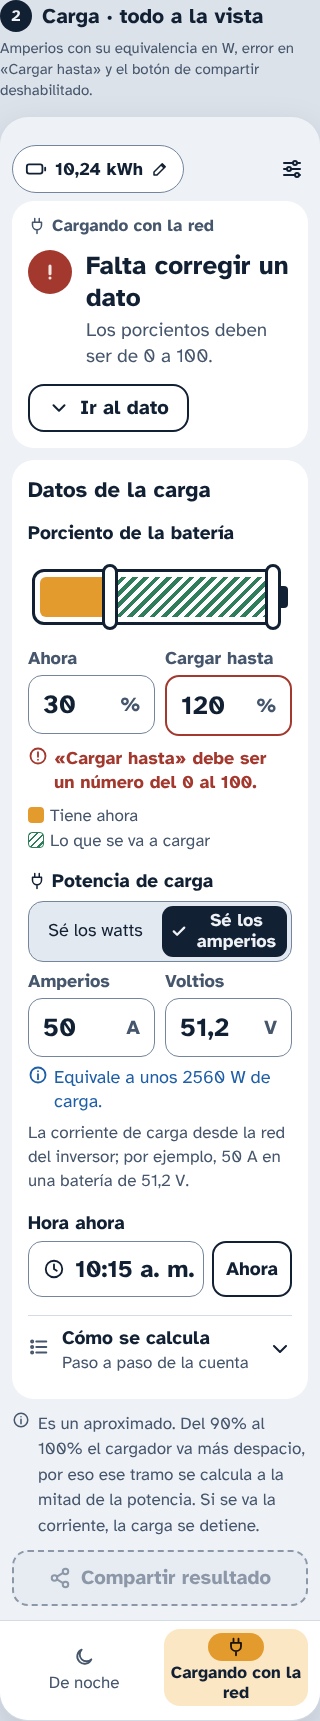 2 Carga · todo a la vista
Amperios con su equivalencia en W, error en
«Cargar hasta» y el botón de compartir
deshabilitado.
10,24 kWh
Cargando con la red
Falta corregir un
dato
Los porcientos deben
ser de 0 a 100.
Ir al dato
Datos de la carga
Porciento de la batería
Ahora Cargar hasta
30 % 120 %
«Cargar hasta» debe ser
un número del 0 al 100.
Tiene ahora
Lo que se va a cargar
Potencia de carga
Sé los watts Sé los
amperios
Amperios Voltios
50 A 51,2 V
Equivale a unos 2560 W de
carga.
La corriente de carga desde la red
del inversor; por ejemplo, 50 A en
una batería de 51,2 V.
Hora ahora
10:15 a. m. Ahora
Cómo se calcula
Paso a paso de la cuenta
Es un aproximado. Del 90% al
100% el cargador va más despacio,
por eso ese tramo se calcula a la
mitad de la potencia. Si se va la
corriente, la carga se detiene.
Compartir resultado
De noche Cargando con la
red